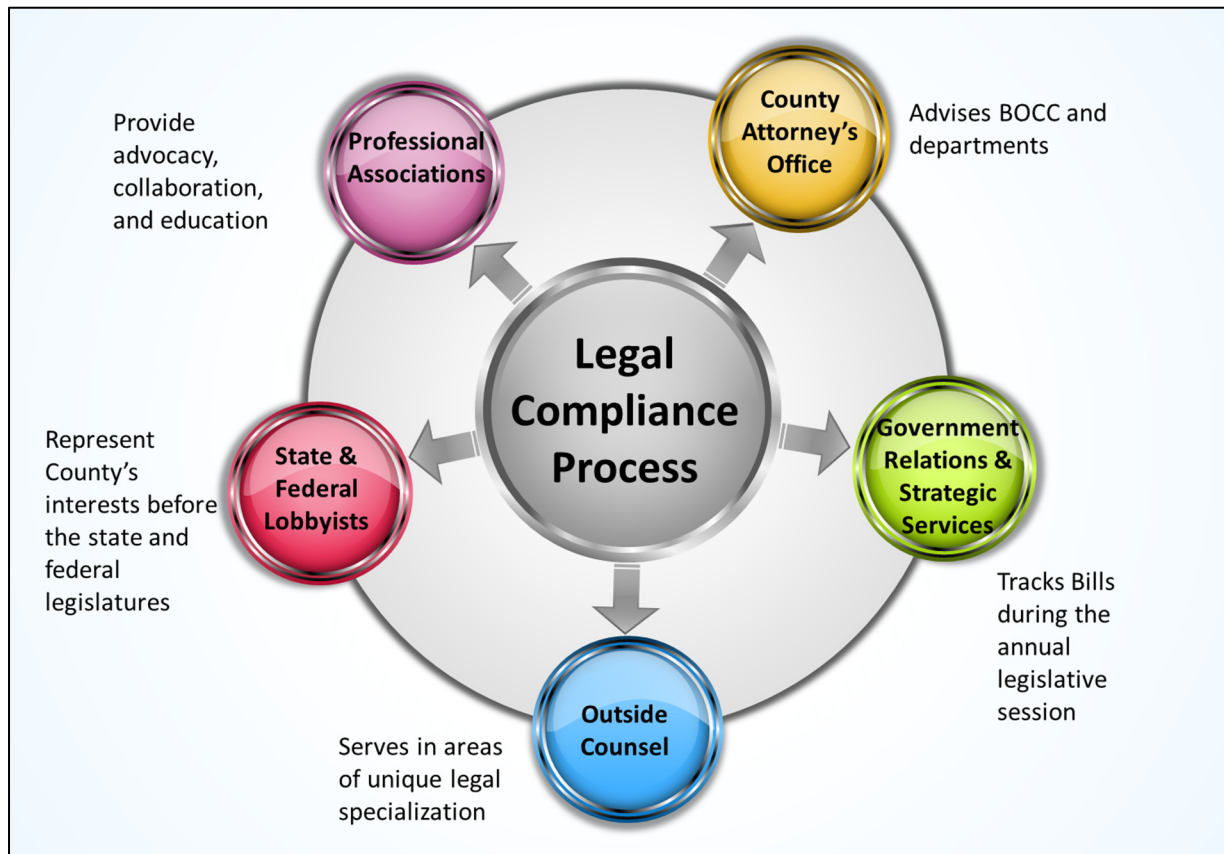 Legal
Compliance
Process
County
Attorney's
Office
Advises BOCC and
departments
Government
Relations &
Strategic
Services
Tracks Bills
during the
annual
legislative
session
Outside
Counsel
Serves in areas
of unique legal
specialization
State &
Federal
Lobbyists
Represent
County's
interests before
the state and
federal
legislatures
Professional
Associations
Provide
advocacy,
collaboration,
and education